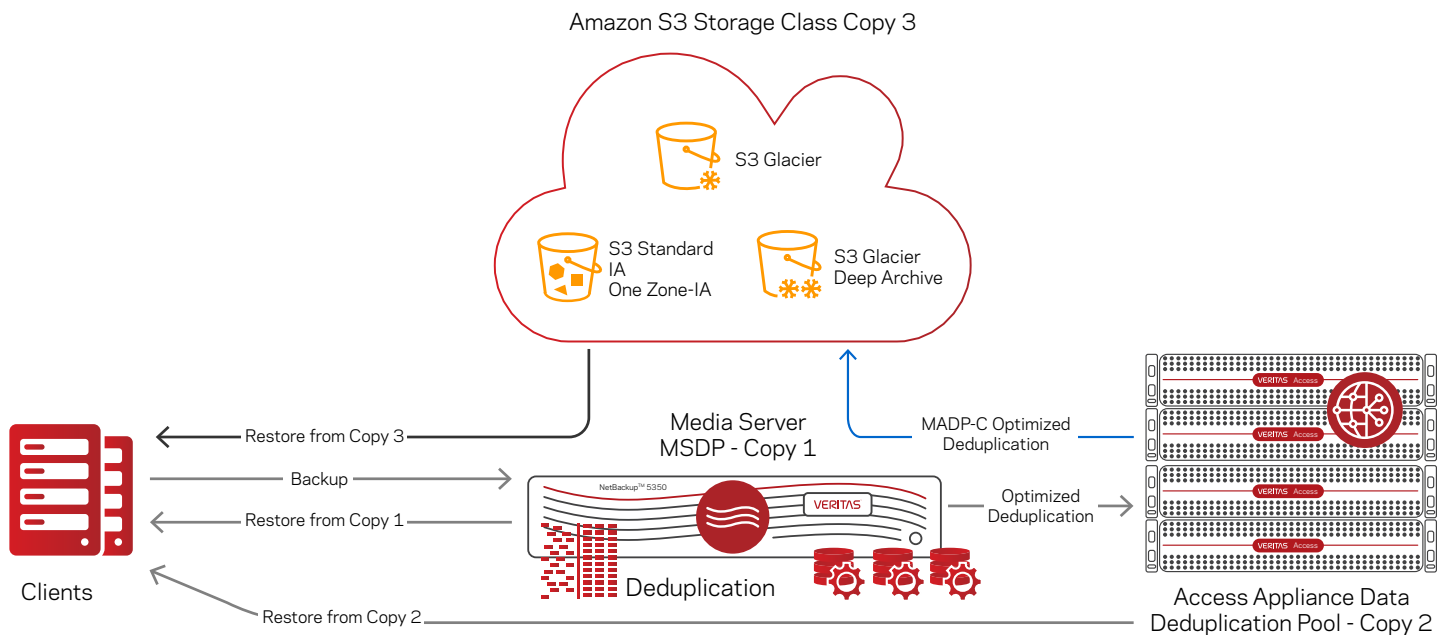 Amazon S3 Storage Class Copy 3
S3 Glacier
S3 Standard
IA
One Zone-IA
S3 Glacier
Deep Archive
Restore from Copy 3
Media Server
MSDP - Copy 1
MADP-C Optimized
Deduplication
VERITAS Access
VERITAS Access
VERITAS Access
VERITAS Access
Backup
NetBackup™ 5350
VERITAS
Optimized
Deduplication
Restore from Copy 1
Clients
Deduplication
Restore from Copy 2
Access Appliance Data
Deduplication Pool - Copy 2